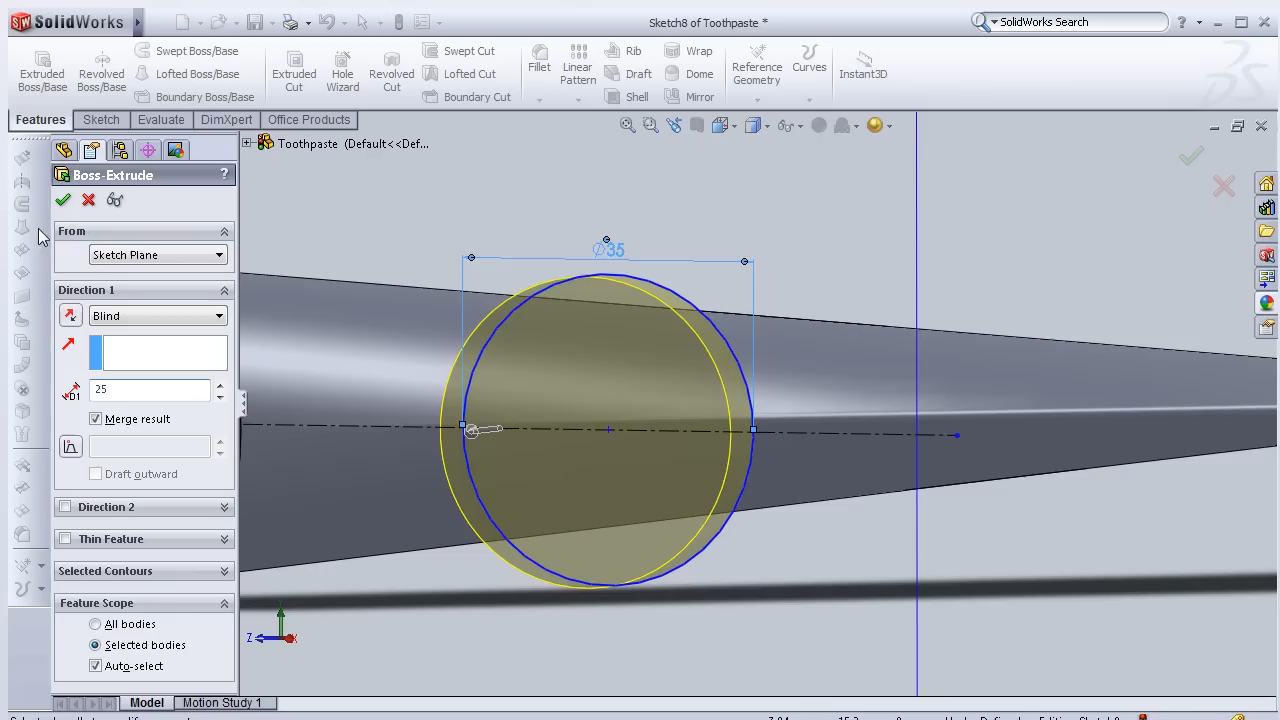 SolidWorks
Sketch8 of Toothpaste *
SolidWorks Search
?
Extruded Boss/Base
Revolved Boss/Base
Swept Boss/Base
Lofted Boss/Base
Boundary Boss/Base
Extruded Cut
Hole Wizard
Revolved Cut
Swept Cut
Lofted Cut
Boundary Cut
Fillet
Linear Pattern
Rib
Draft
Shell
Wrap
Dome
Mirror
Reference Geometry
Curves
Instant3D
Features
Sketch
Evaluate
DimXpert
Office Products
Toothpaste (Default<<Def...
Boss-Extrude
?
From
Sketch Plane
Direction 1
Blind
D1
25
Merge result
Draft outward
Direction 2
Thin Feature
Selected Contours
Feature Scope
All bodies
Selected bodies
Auto-select
∅35
Z
X
Model
Motion Study 1